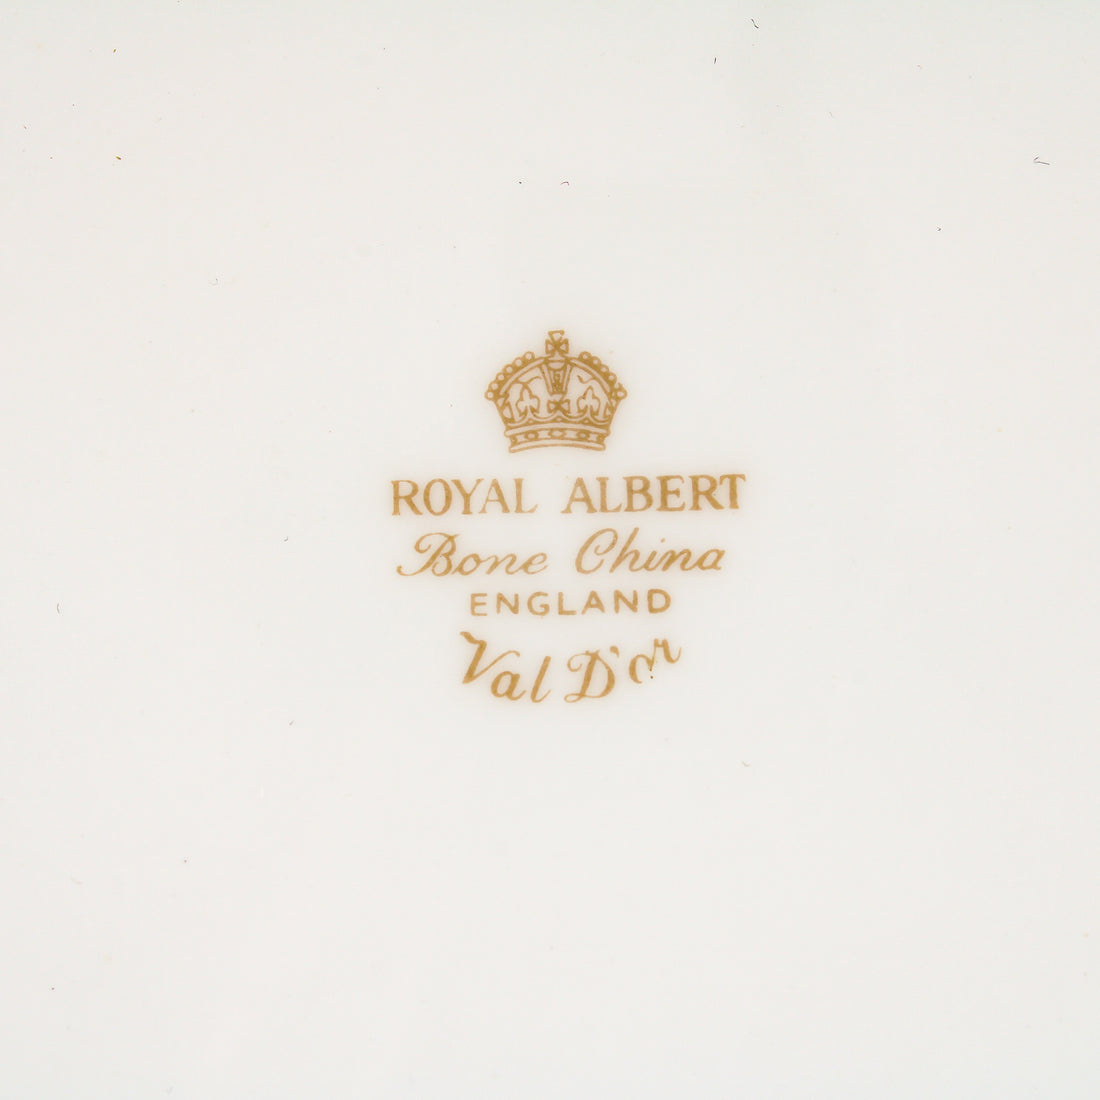 ROYAL ALBERT
Bone China
ENGLAND
Val D'or